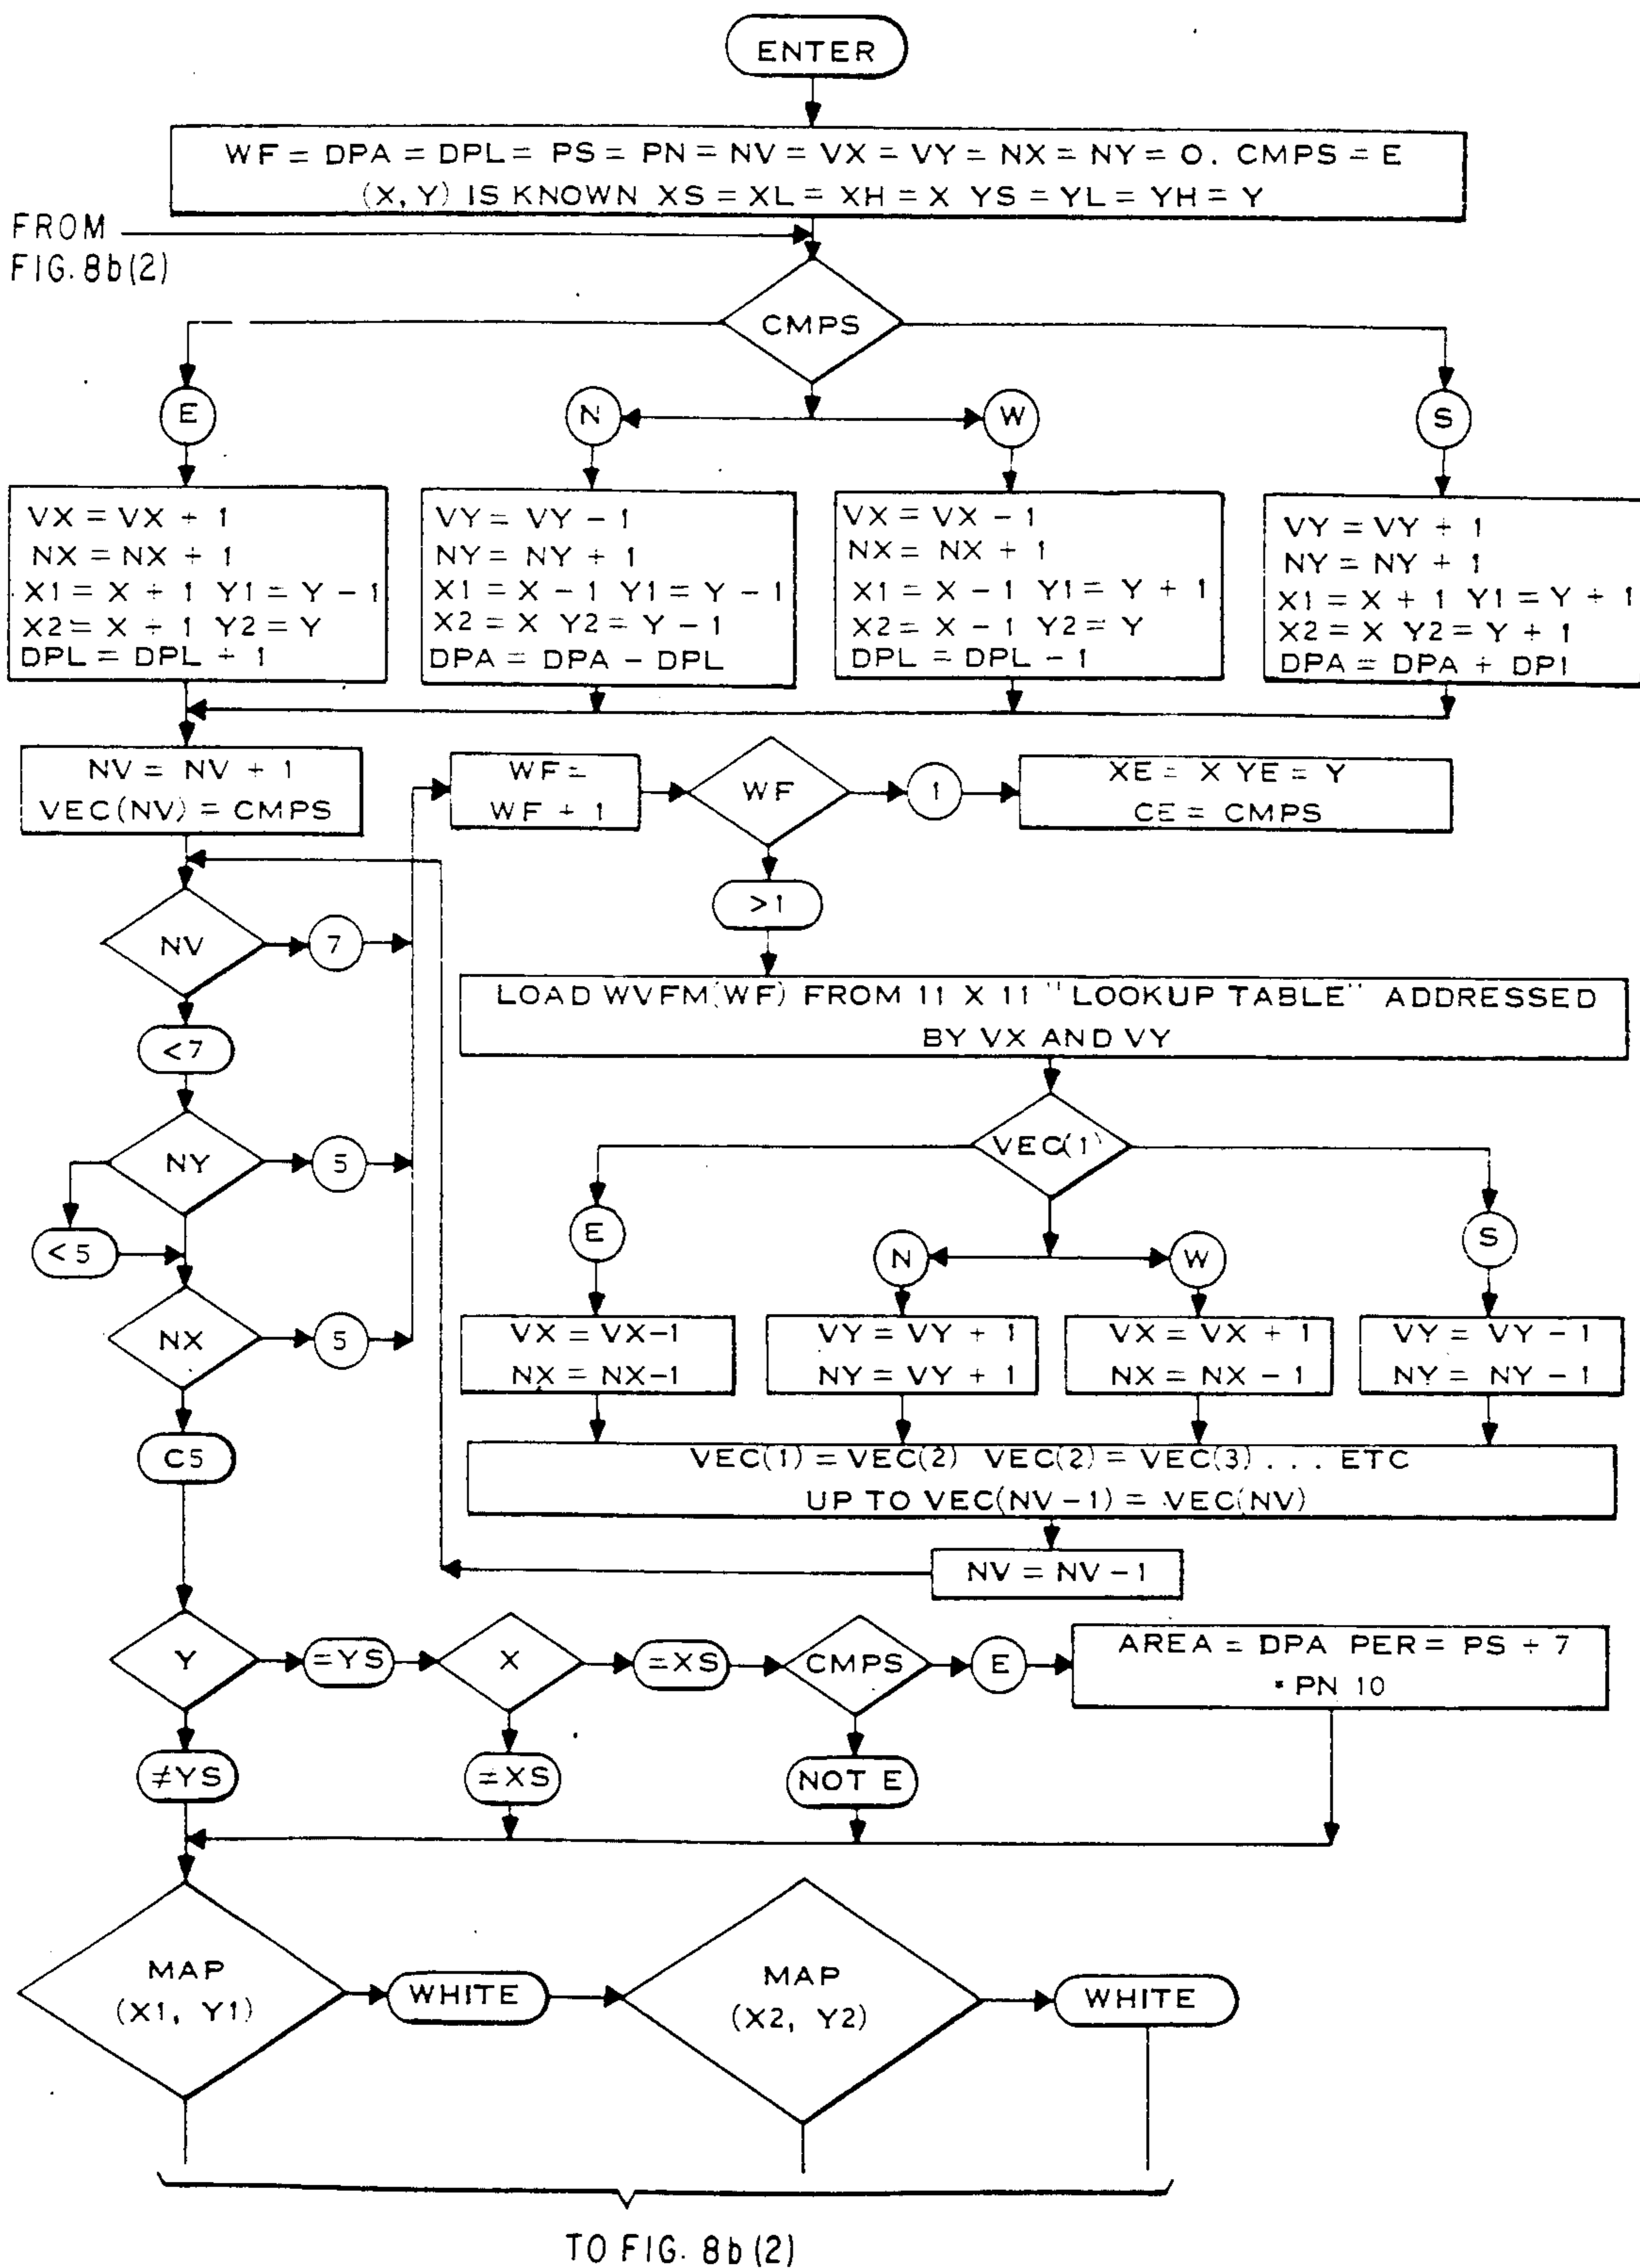 ENTER
WF = DPA = DPL = PS = PN = NV = VX = VY = NX = NY = 0. CMPS = E
(X, Y) IS KNOWN XS = XL = XH = X YS = YL = YH = Y
FROM
FIG. 8b(2)
CMPS
E
N
W
S
VX = VX + 1
NX = NX + 1
X1 = X + 1 Y1 = Y - 1
X2 = X + 1 Y2 = Y
DPL = DPL + 1
VY = VY - 1
NY = NY + 1
X1 = X - 1 Y1 = Y - 1
X2 = X Y2 = Y - 1
DPA = DPA - DPL
VX = VX - 1
NX = NX + 1
X1 = X - 1 Y1 = Y + 1
X2 = X - 1 Y2 = Y
DPL = DPL - 1
VY = VY + 1
NY = NY + 1
X1 = X + 1 Y1 = Y + 1
X2 = X Y2 = Y + 1
DPA = DPA + DP1
NV = NV + 1
VEC(NV) = CMPS
WF =
WF + 1
WF
1
XE = X YE = Y
CE = CMPS
>1
NV
7
<7
LOAD WVFM(WF) FROM 11 X 11 "LOOKUP TABLE" ADDRESSED
BY VX AND VY
NY
5
<5
VEC(1)
E
N
W
S
NX
5
VX = VX-1
NX = NX-1
VY = VY + 1
NY = VY + 1
VX = VX + 1
NX = NX - 1
VY = VY - 1
NY = NY - 1
C5
VEC(1) = VEC(2) VEC(2) = VEC(3) . . . ETC
UP TO VEC(NV-1) = VEC(NV)
NV = NV-1
Y
=YS
X
=XS
CMPS
E
AREA = DPA PER = PS + 7
* PN 10
≠YS
=XS
NOT E
MAP
(X1, Y1)
WHITE
MAP
(X2, Y2)
WHITE
TO FIG. 8b (2)